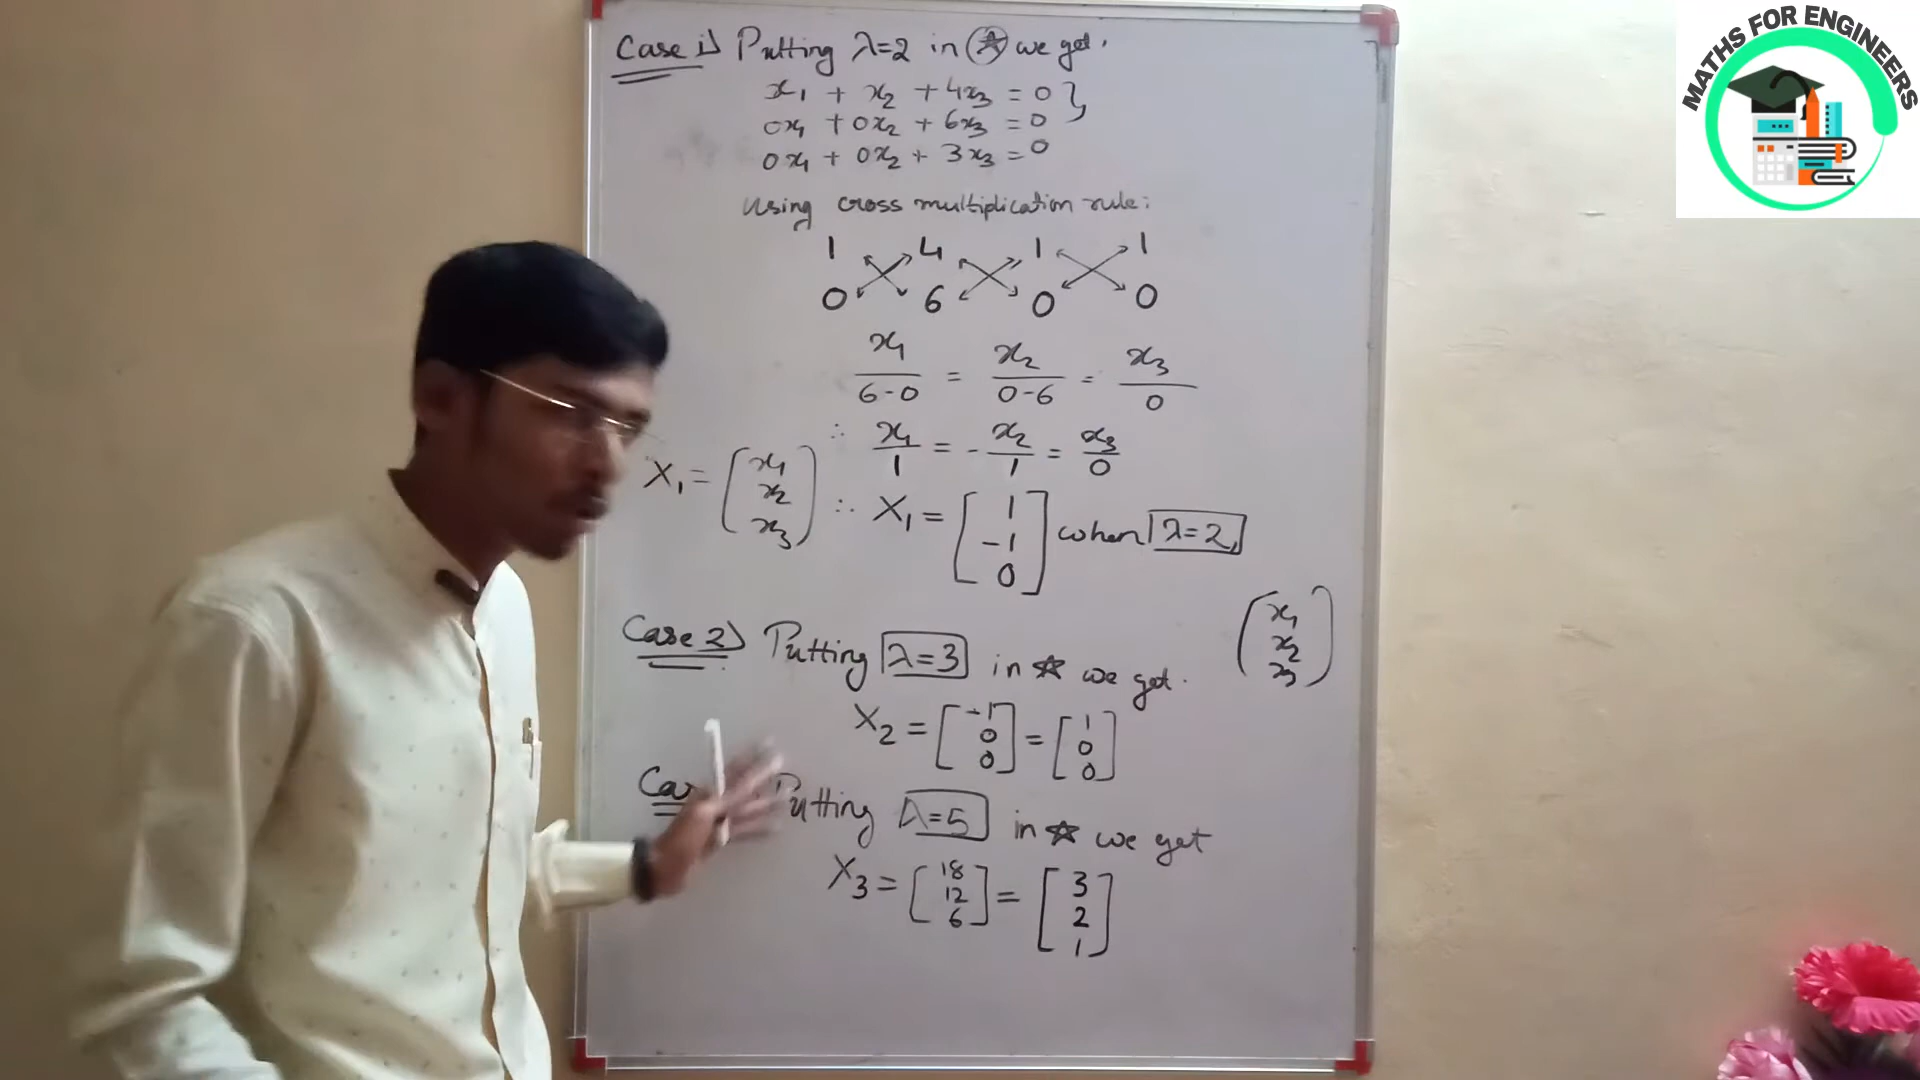 MATHS FOR ENGINEERS
Case 1) Putting λ=2 in ☆ we get,
x₁ + x₂ + 4x₃ = 0 }
0x₁ + 0x₂ + 6x₃ = 0
0x₁ + 0x₂ + 3x₃ = 0
Using cross multiplication rule:
1 4 1 1
0 6 0 0
x₁/(6-0) = x₂/(0-6) = x₃/0
∴ x₁/1 = -x₂/1 = x₃/0
X₁ = (x₁ x₂ x₃) ∴ X₁ = [1 -1 0] when λ=2,
Case 2) Putting λ=3 in ☆ we get.
(x₁ x₂ x₃)
X₂ = [-1 0 0] = [1 0 0]
Putting λ=5 in ☆ we get
X₃ = [18 12 6] = [3 2 1]